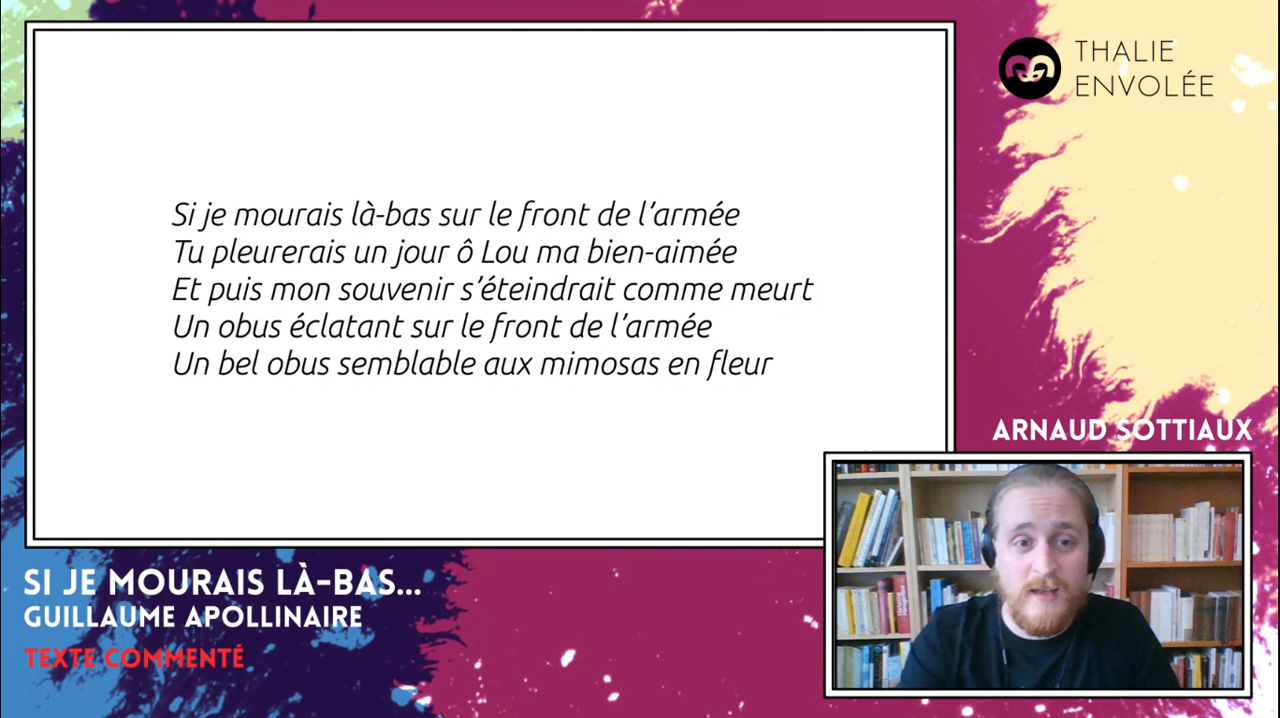 THALIE
ENVOLÉE
Si je mourais là-bas sur le front de l’armée
Tu pleurerais un jour ô Lou ma bien-aimée
Et puis mon souvenir s’éteindrait comme meurt
Un obus éclatant sur le front de l’armée
Un bel obus semblable aux mimosas en fleur
ARNAUD SOTTIAUX
SI JE MOURAIS LÀ-BAS...
GUILLAUME APOLLINAIRE
TEXTE COMMENTÉ